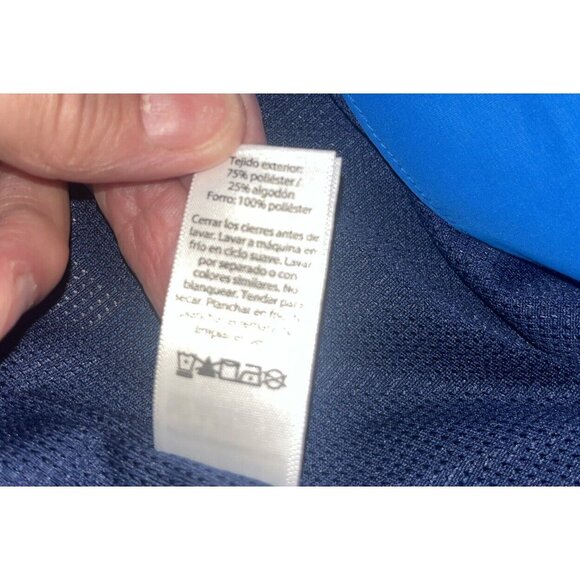 Tejido exterior:
75% poliéster /
25% algodón
Forro: 100% poliéster
Cerrar los cierres antes de
lavar. Lavar a máquina en
frío en ciclo suave. Lavar
por separado o con
colores similares. No
blanquear. Tender para
secar. Planchar en